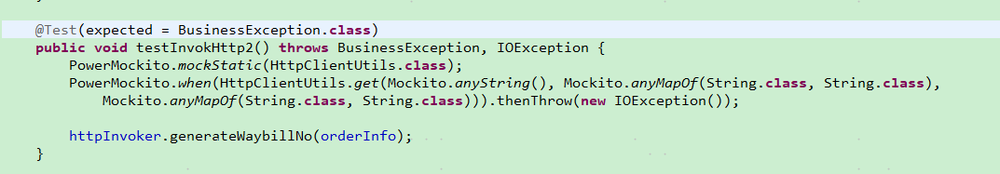 @Test(expected = BusinessException.class)
public void testInvokHttp2() throws BusinessException, IOException {
PowerMockito.mockStatic(HttpClientUtils.class);
PowerMockito.when(HttpClientUtils.get(Mockito.anyString(), Mockito.anyMapOf(String.class, String.class),
Mockito.anyMapOf(String.class, String.class))).thenThrow(new IOException());
httpInvoker.generateWaybillNo(orderInfo);
}